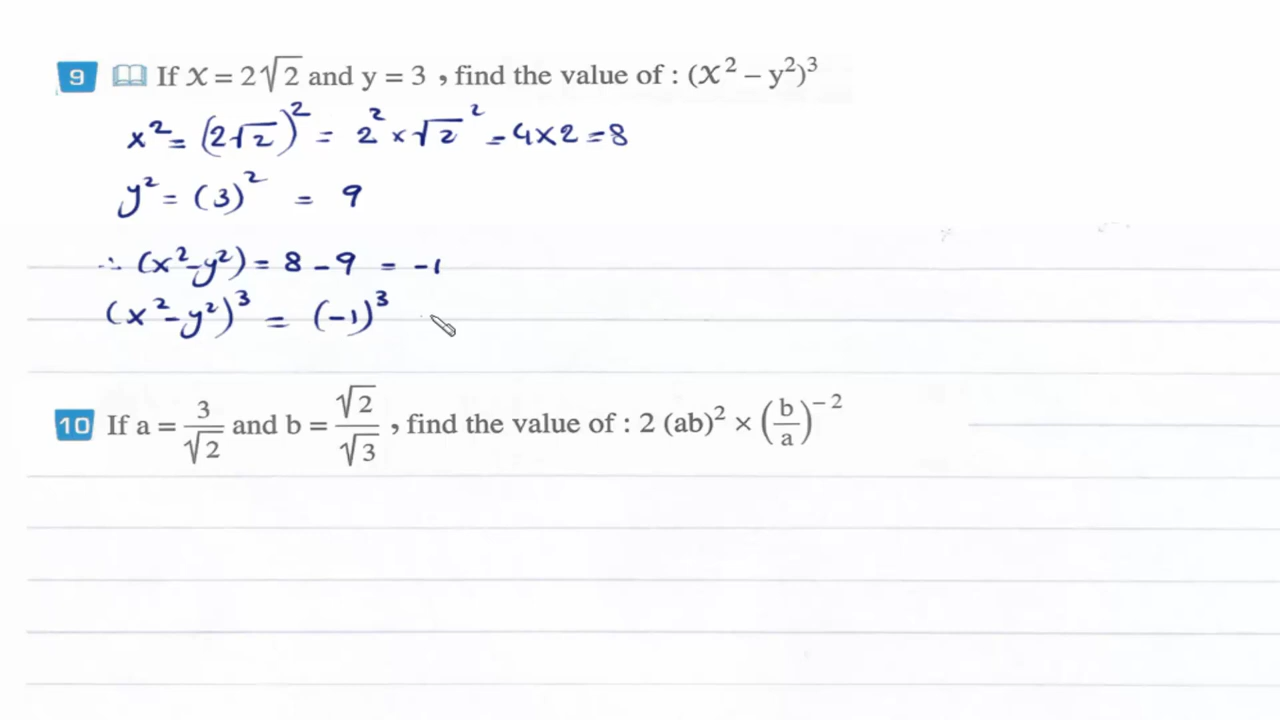 9 If X = 2√2 and y = 3 , find the value of : (X² – y²)³
x² = (2√2)² = 2² × √2² = 4×2 = 8
y² = (3)² = 9
∴ (x²-y²) = 8 - 9 = -1
(x²-y²)³ = (-1)³
10 If a = 3/√2 and b = √2/√3 , find the value of : 2 (ab)² × (b/a)⁻²